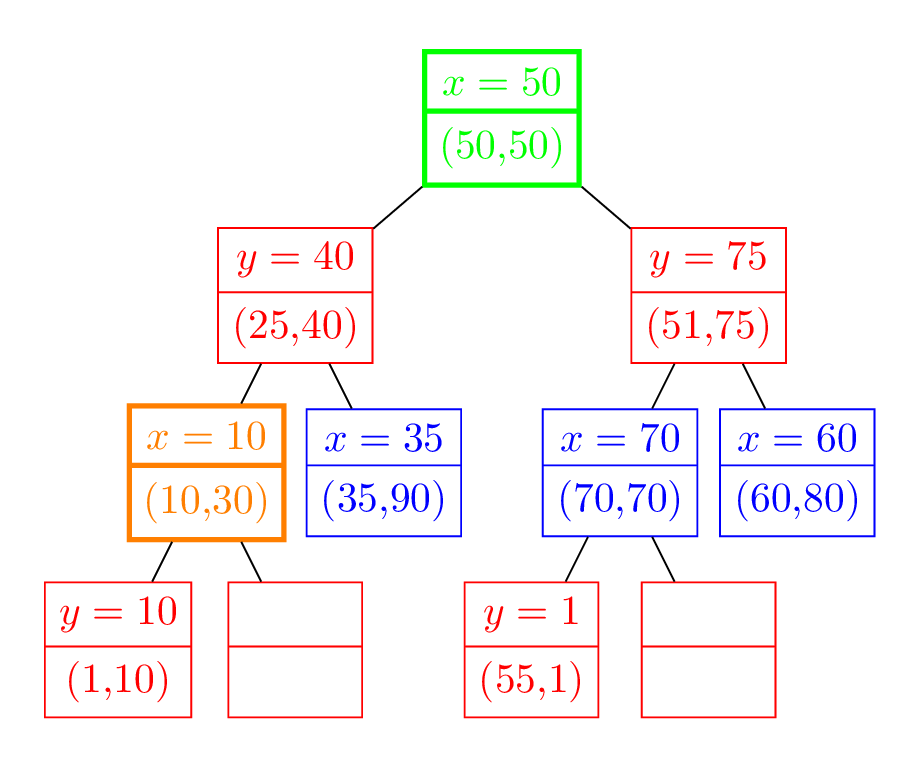 x = 50
(50,50)
y = 40
(25,40)
y = 75
(51,75)
x = 10
(10,30)
x = 35
(35,90)
x = 70
(70,70)
x = 60
(60,80)
y = 10
(1,10)
y = 1
(55,1)